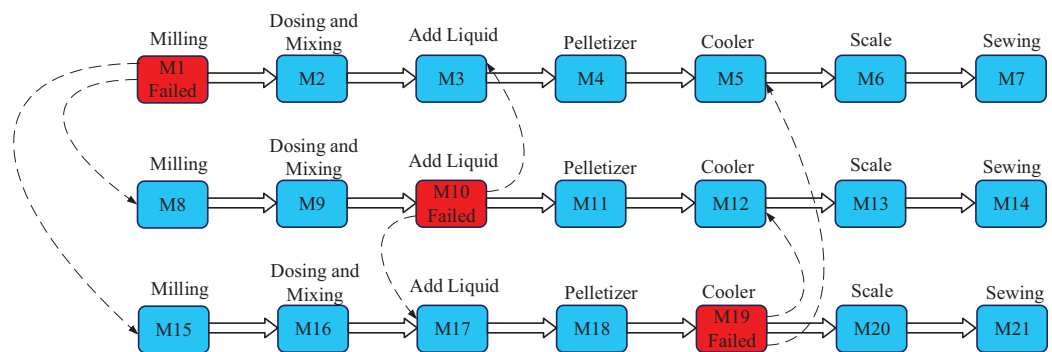 Milling
Dosing and
Mixing
Add Liquid
Pelletizer
Cooler
Scale
Sewing
M1
Failed
M2
M3
M4
M5
M6
M7
Milling
Dosing and
Mixing
Add Liquid
Pelletizer
Cooler
Scale
Sewing
M8
M9
M10
Failed
M11
M12
M13
M14
Milling
Dosing and
Mixing
Add Liquid
Pelletizer
Cooler
Scale
Sewing
M15
M16
M17
M18
M19
Failed
M20
M21